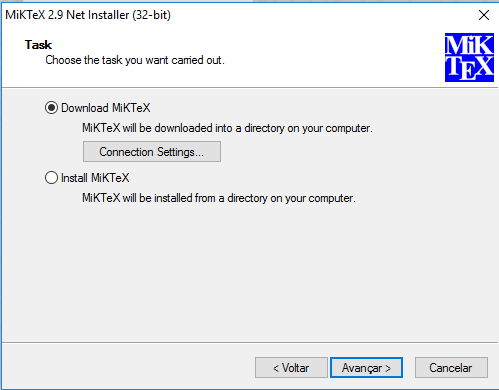 MiKTeX 2.9 Net Installer (32-bit)
Task
Choose the task you want carried out.
MiK
TEX
Download MiKTeX
MiKTeX will be downloaded into a directory on your computer.
Connection Settings...
Install MiKTeX
MiKTeX will be installed from a directory on your computer.
< Voltar
Avançar >
Cancelar